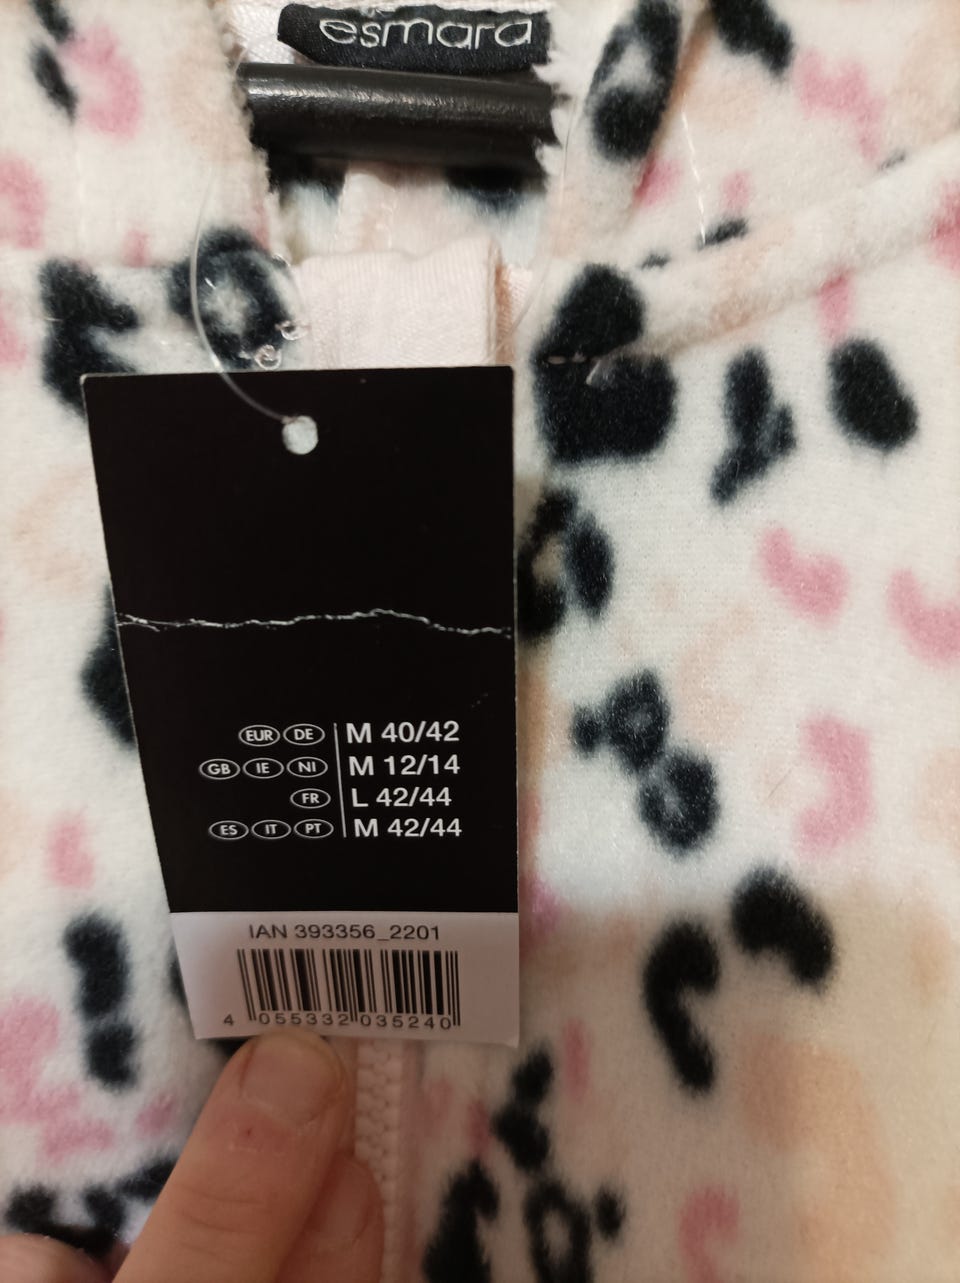 esmara
EUR DE M 40/42
GB IE NI M 12/14
FR L 42/44
ES IT PT M 42/44
IAN 393356_2201
4 055332 035240